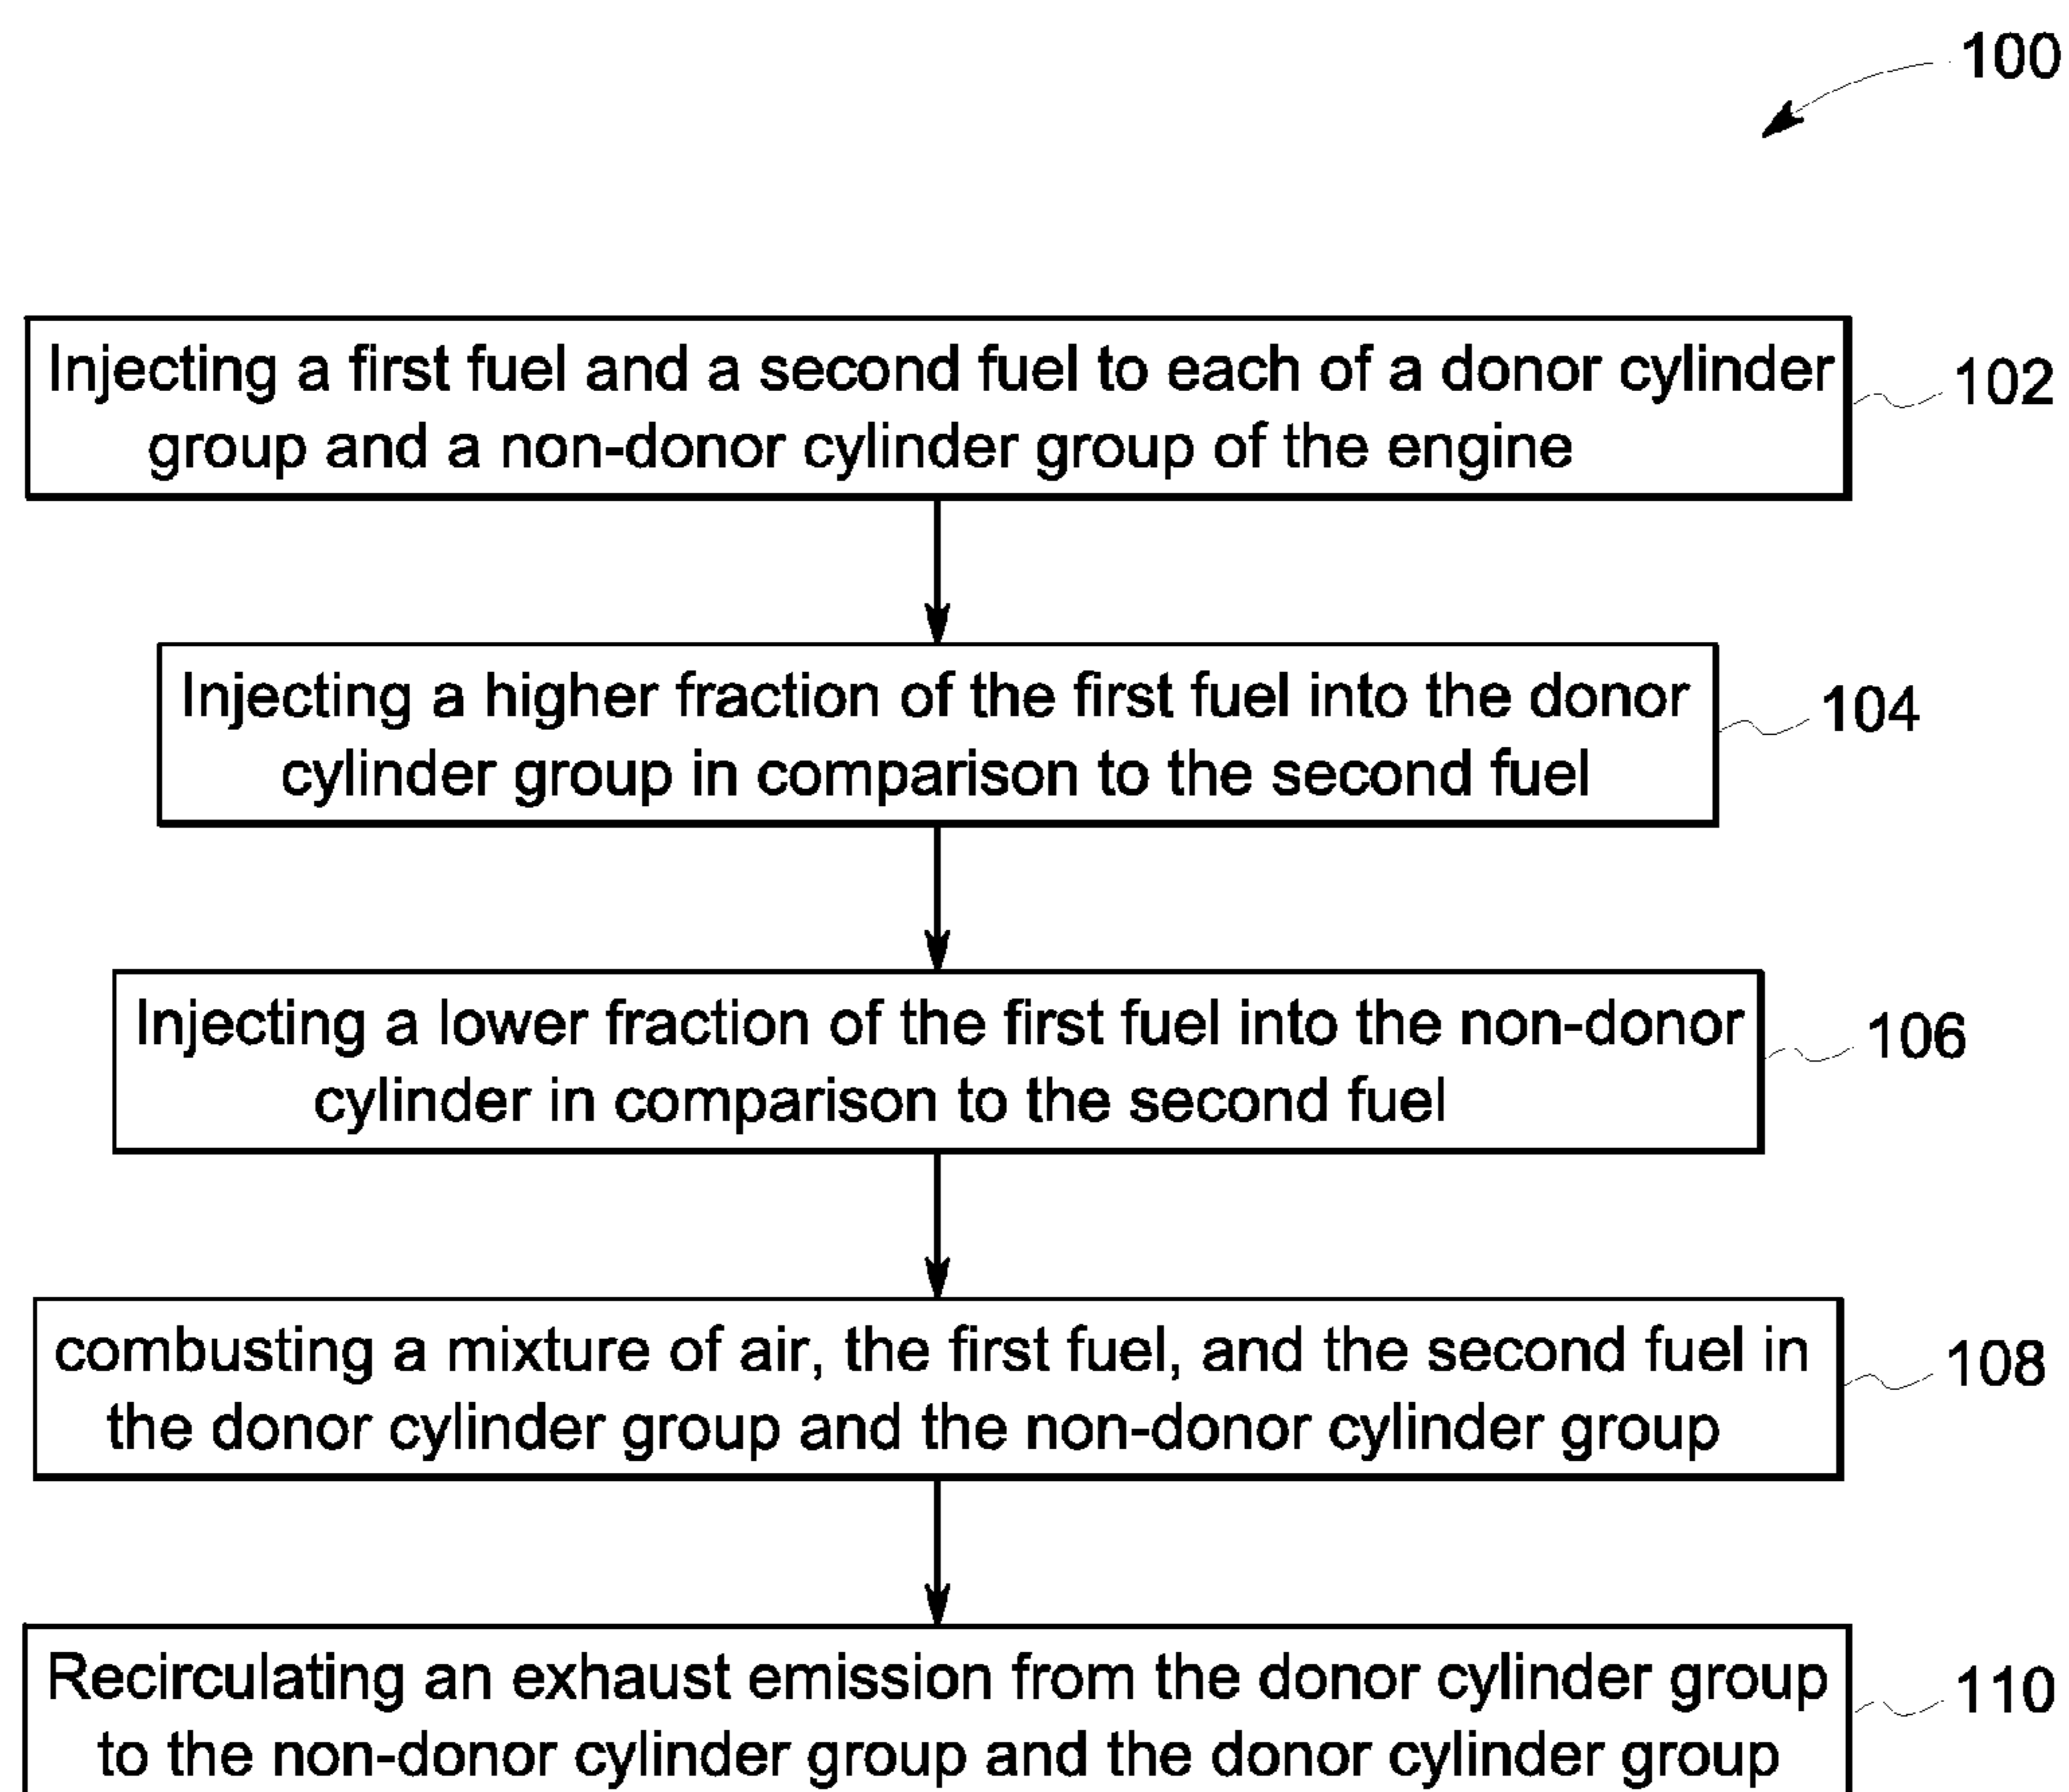 100
Injecting a first fuel and a second fuel to each of a donor cylinder
group and a non-donor cylinder group of the engine
102
Injecting a higher fraction of the first fuel into the donor
cylinder group in comparison to the second fuel
104
Injecting a lower fraction of the first fuel into the non-donor
cylinder in comparison to the second fuel
106
combusting a mixture of air, the first fuel, and the second fuel in
the donor cylinder group and the non-donor cylinder group
108
Recirculating an exhaust emission from the donor cylinder group
to the non-donor cylinder group and the donor cylinder group
110